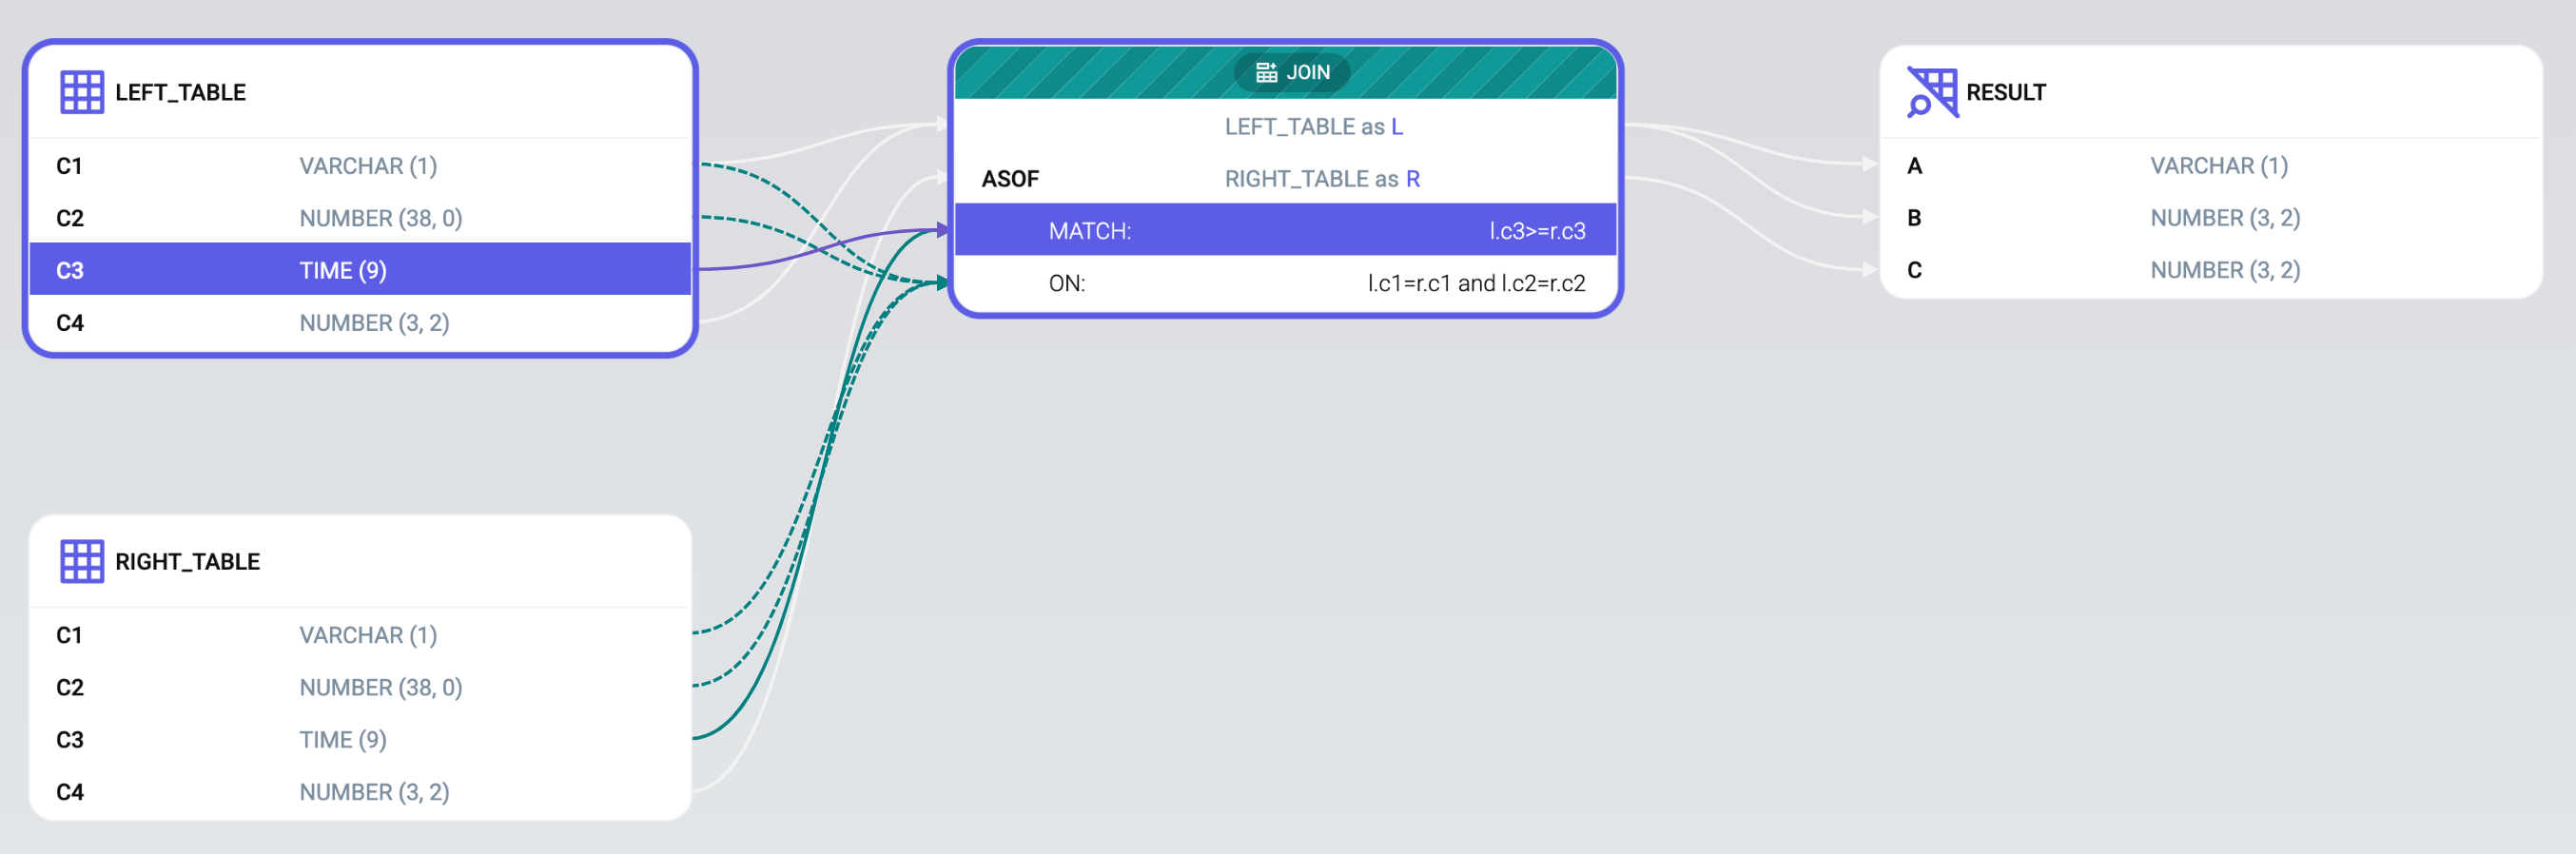 LEFT_TABLE
C1 VARCHAR (1)
C2 NUMBER (38, 0)
C3 TIME (9)
C4 NUMBER (3, 2)
RIGHT_TABLE
C1 VARCHAR (1)
C2 NUMBER (38, 0)
C3 TIME (9)
C4 NUMBER (3, 2)
JOIN
LEFT_TABLE as L
ASOF RIGHT_TABLE as R
MATCH: l.c3>=r.c3
ON: l.c1=r.c1 and l.c2=r.c2
RESULT
A VARCHAR (1)
B NUMBER (3, 2)
C NUMBER (3, 2)